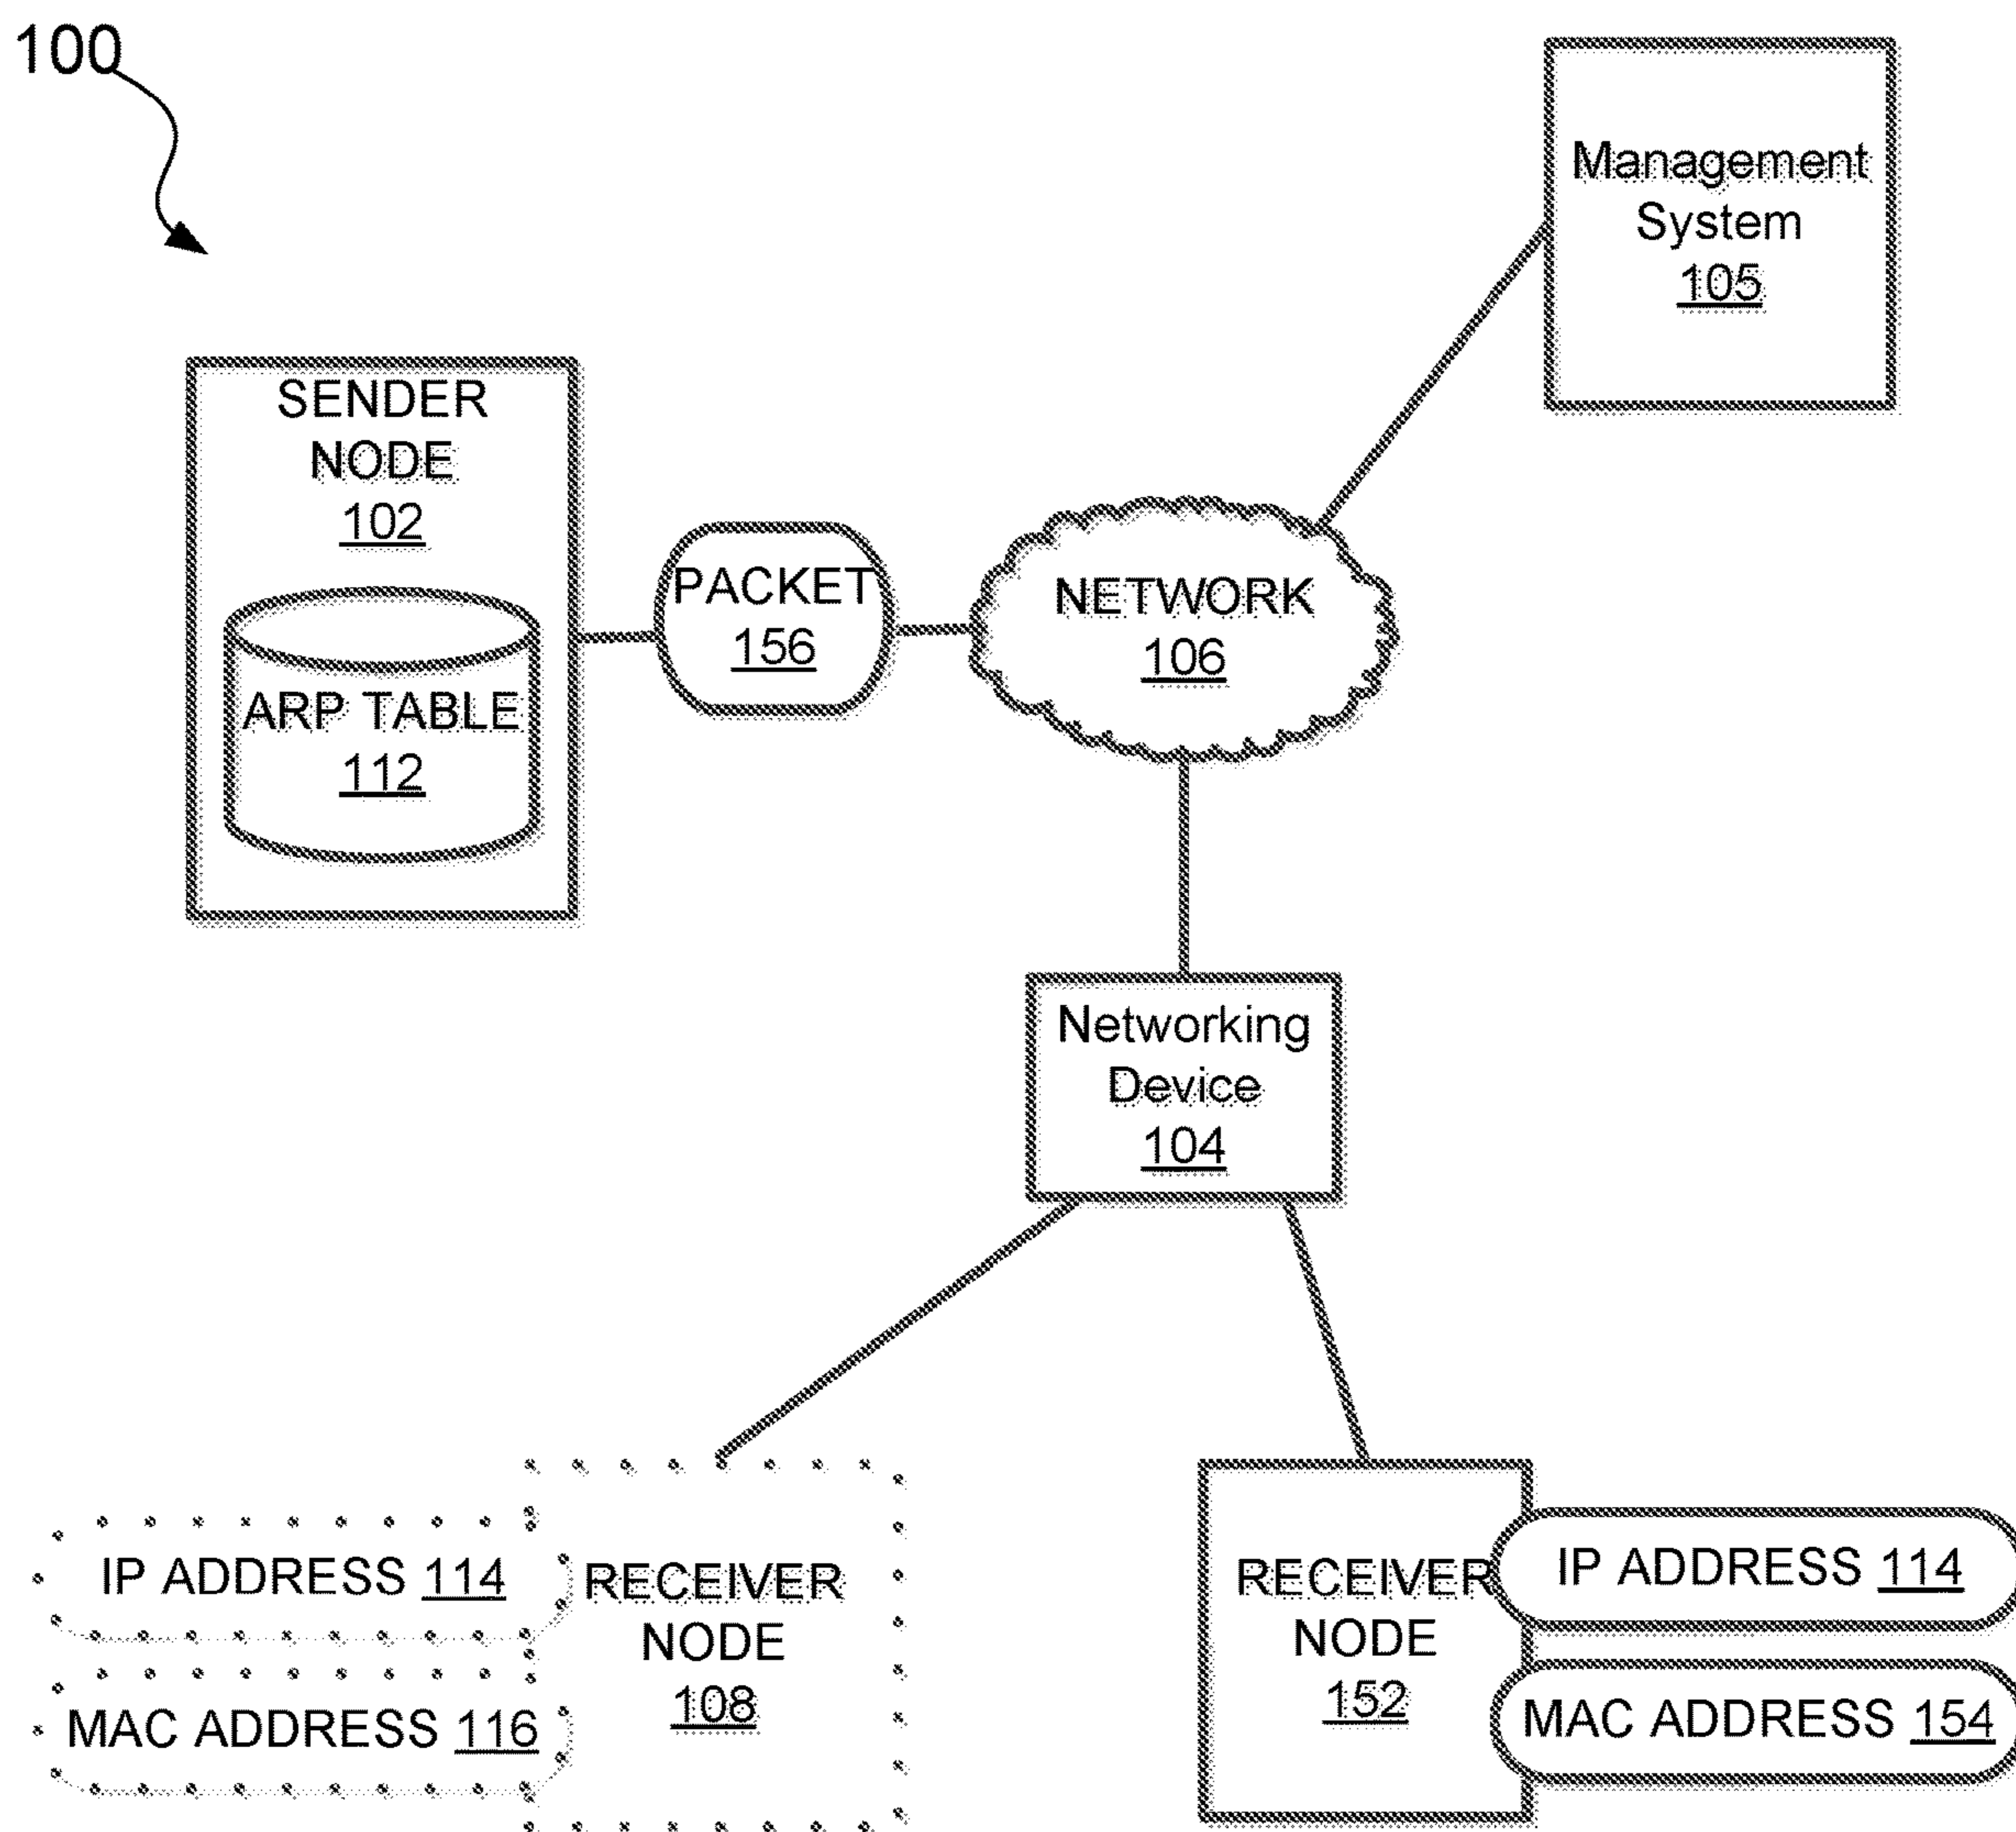 100
Management
System
105
SENDER
NODE
102
ARP TABLE
112
PACKET
156
NETWORK
106
Networking
Device
104
IP ADDRESS 114
MAC ADDRESS 116
RECEIVER
NODE
108
RECEIVER
NODE
152
IP ADDRESS 114
MAC ADDRESS 154